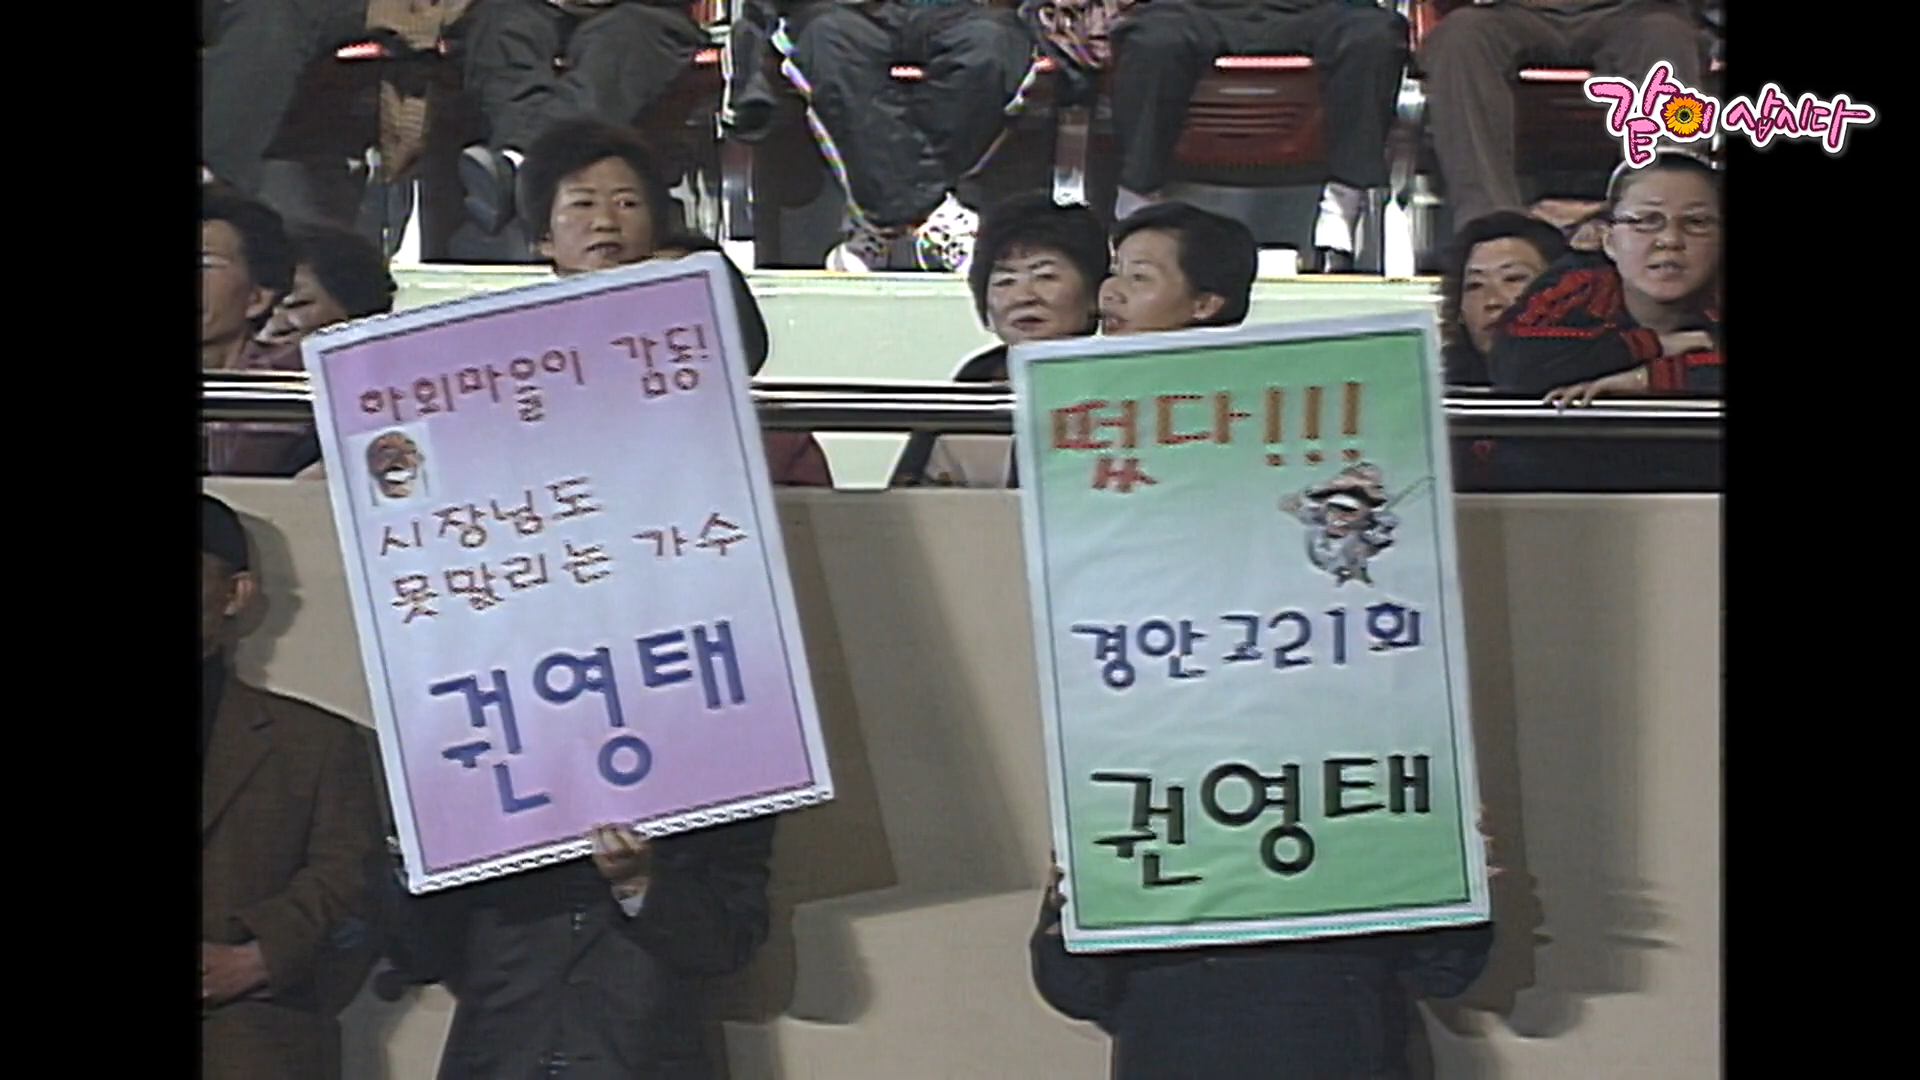 같이 삽시다
하회마을이 감동!
시장님도
못말리는 가수
권영태
떴다!!!
경안고21회
권영태